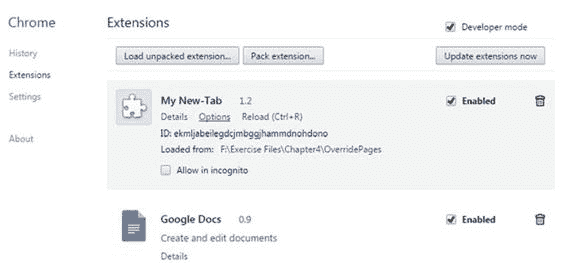 Chrome
Extensions
Developer mode
History
Extensions
Settings
About
Load unpacked extension...
Pack extension...
Update extensions now
My New-Tab 1.2
Enabled
Details Options Reload (Ctrl+R)
ID: ekmljabeilegdcjmbggjhammdnohdono
Loaded from: F:\Exercise Files\Chapter4\OverridePages
Allow in incognito
Google Docs 0.9
Enabled
Create and edit documents
Details